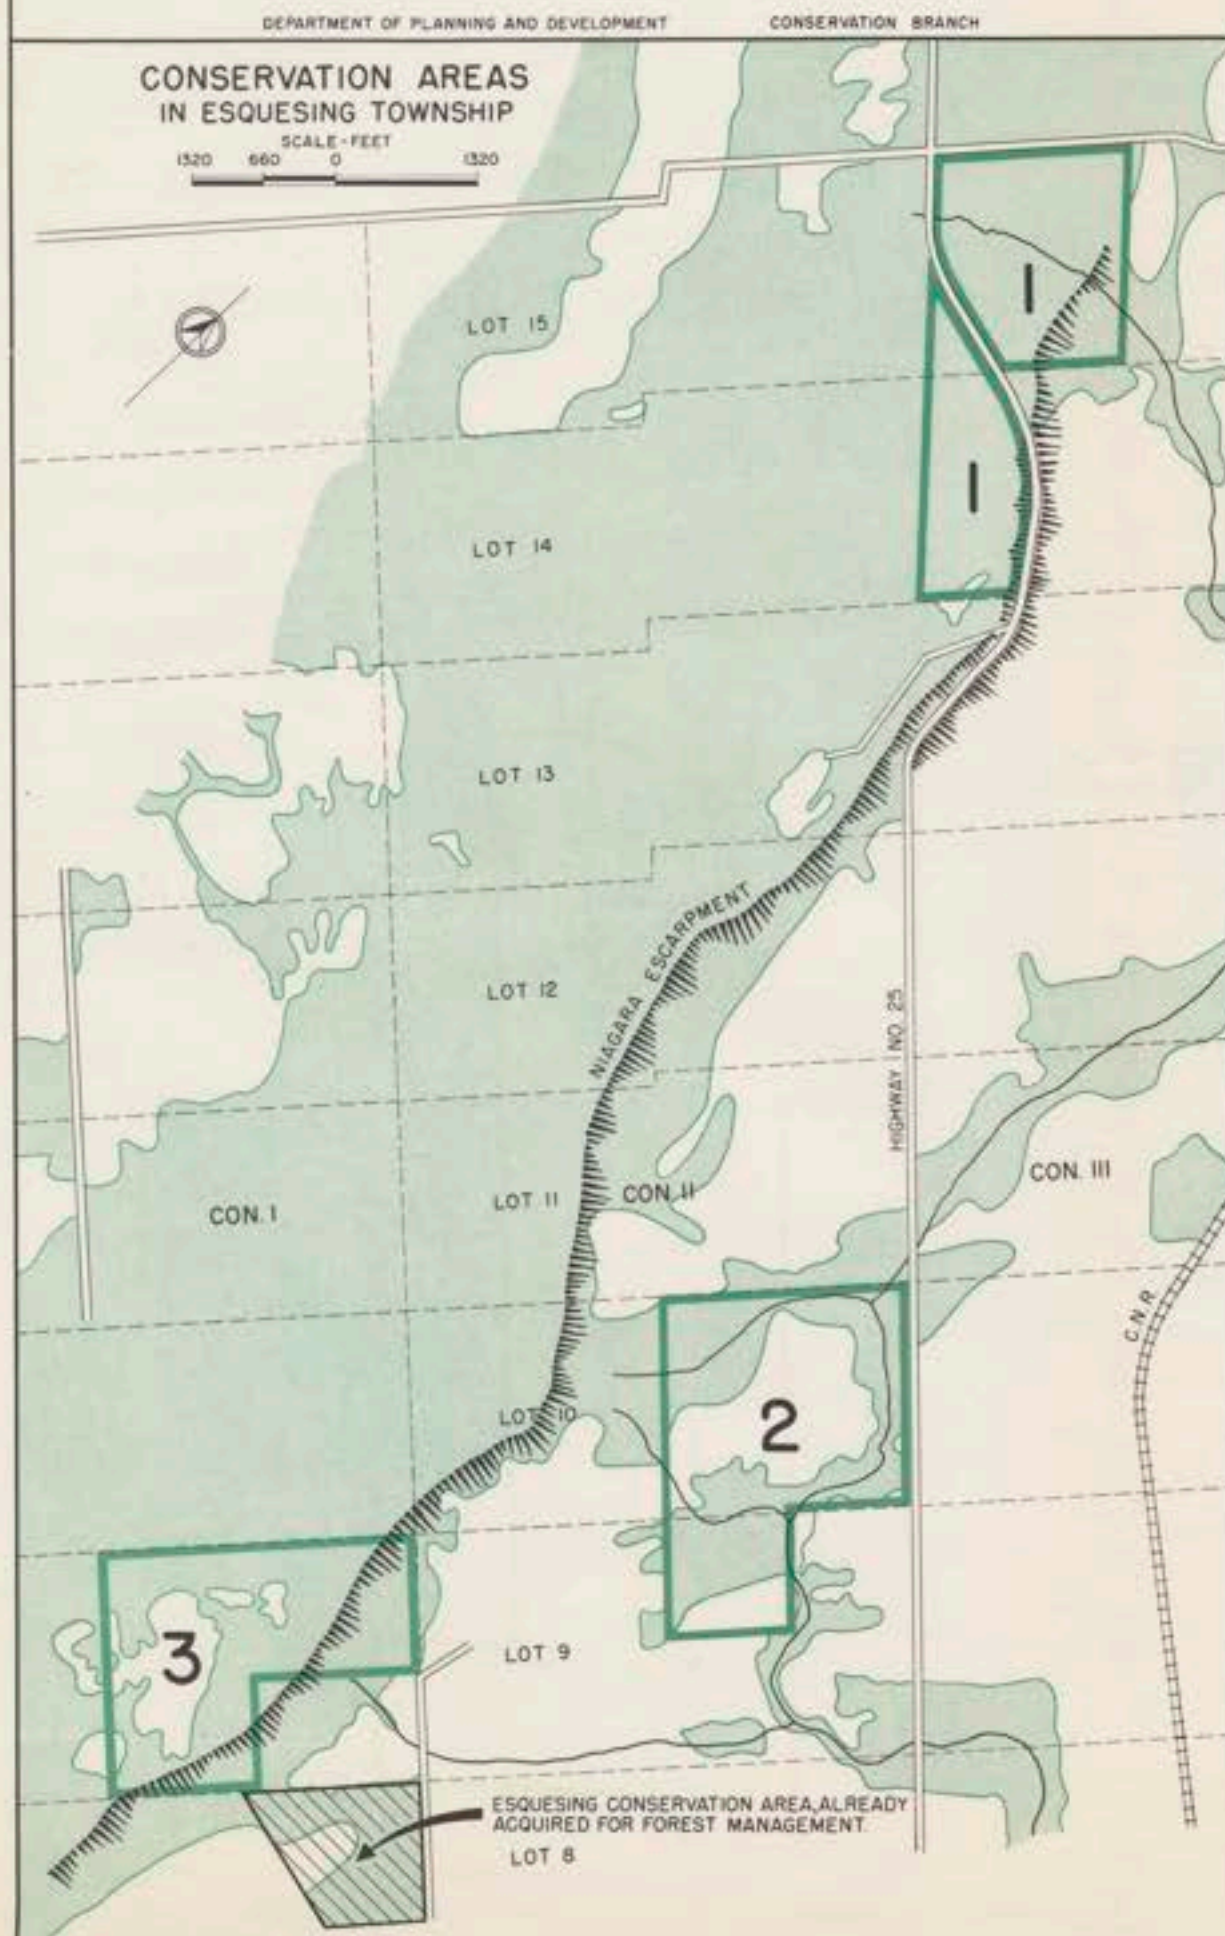 DEPARTMENT OF PLANNING AND DEVELOPMENT CONSERVATION BRANCH
CONSERVATION AREAS
IN ESQUESING TOWNSHIP
SCALE-FEET
1320 660 0 1320
1
LOT 15
1
LOT 14
LOT 13
NIAGARA ESCARPMENT
LOT 12
HIGHWAY NO 25
CON. III
CON. I
LOT 11
CON. II
C.N.R.
2
LOT 10
3
LOT 9
ESQUESING CONSERVATION AREA, ALREADY
ACQUIRED FOR FOREST MANAGEMENT.
LOT 8